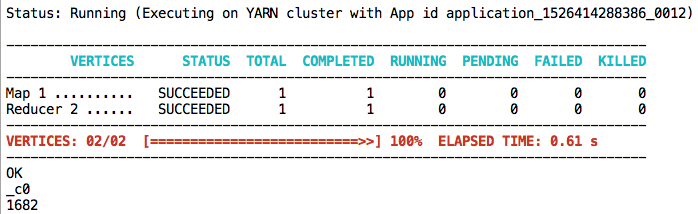 Status: Running (Executing on YARN cluster with App id application_1526414288386_0012)
--------------------------------------------------------------------------------
VERTICES STATUS TOTAL COMPLETED RUNNING PENDING FAILED KILLED
--------------------------------------------------------------------------------
Map 1 .......... SUCCEEDED 1 1 0 0 0 0
Reducer 2 ...... SUCCEEDED 1 1 0 0 0 0
--------------------------------------------------------------------------------
VERTICES: 02/02 [==========================>>] 100% ELAPSED TIME: 0.61 s
--------------------------------------------------------------------------------
OK
_c0
1682